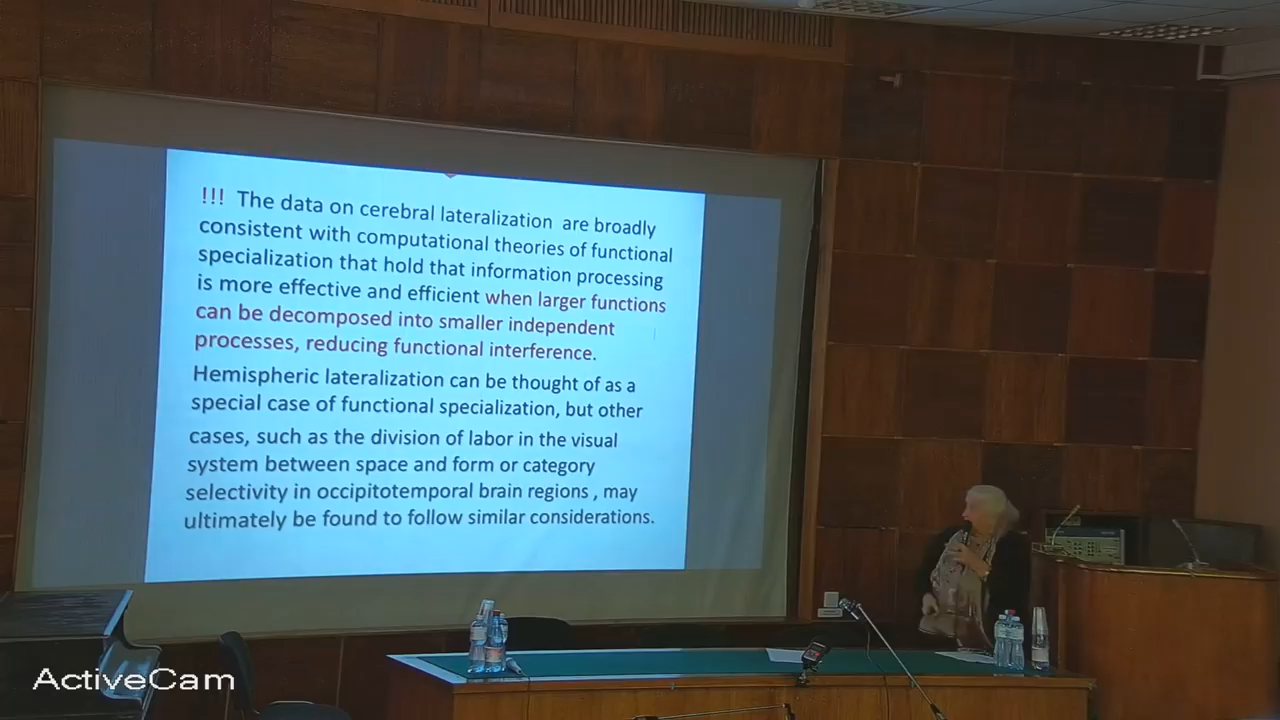 !!! The data on cerebral lateralization are broadly
consistent with computational theories of functional
specialization that hold that information processing
is more effective and efficient when larger functions
can be decomposed into smaller independent
processes, reducing functional interference.
Hemispheric lateralization can be thought of as a
special case of functional specialization, but other
cases, such as the division of labor in the visual
system between space and form or category
selectivity in occipitotemporal brain regions , may
ultimately be found to follow similar considerations.
ActiveCam